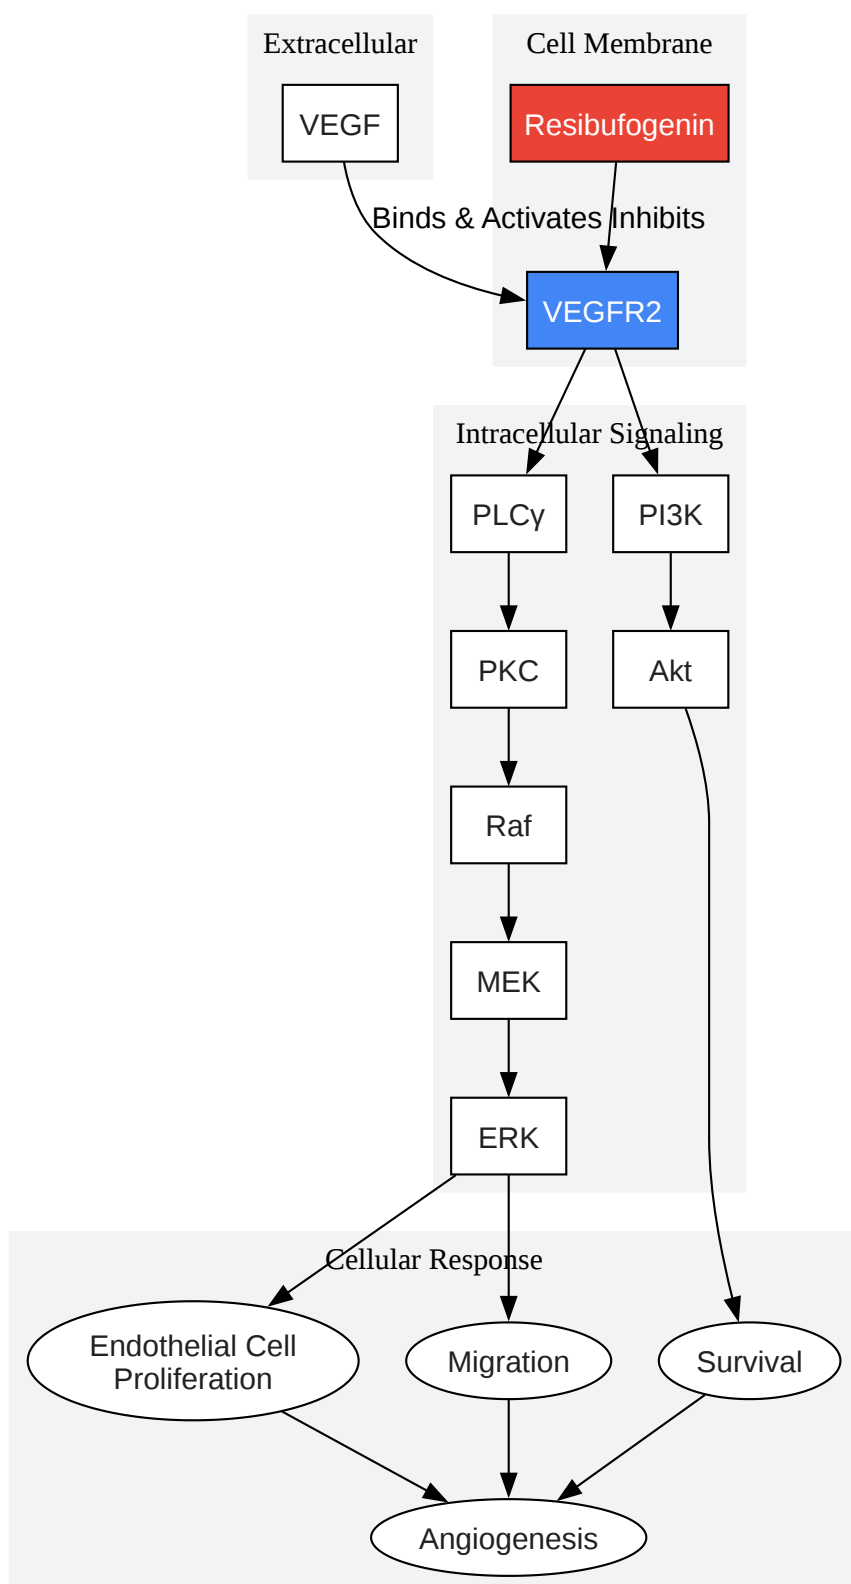 Extracellular
Cell Membrane
VEGF
Resibufogenin
Binds & Activates
Inhibits
VEGFR2
Intracellular Signaling
PLCγ
PI3K
PKC
Akt
Raf
MEK
ERK
Cellular Response
Endothelial Cell
Proliferation
Migration
Survival
Angiogenesis